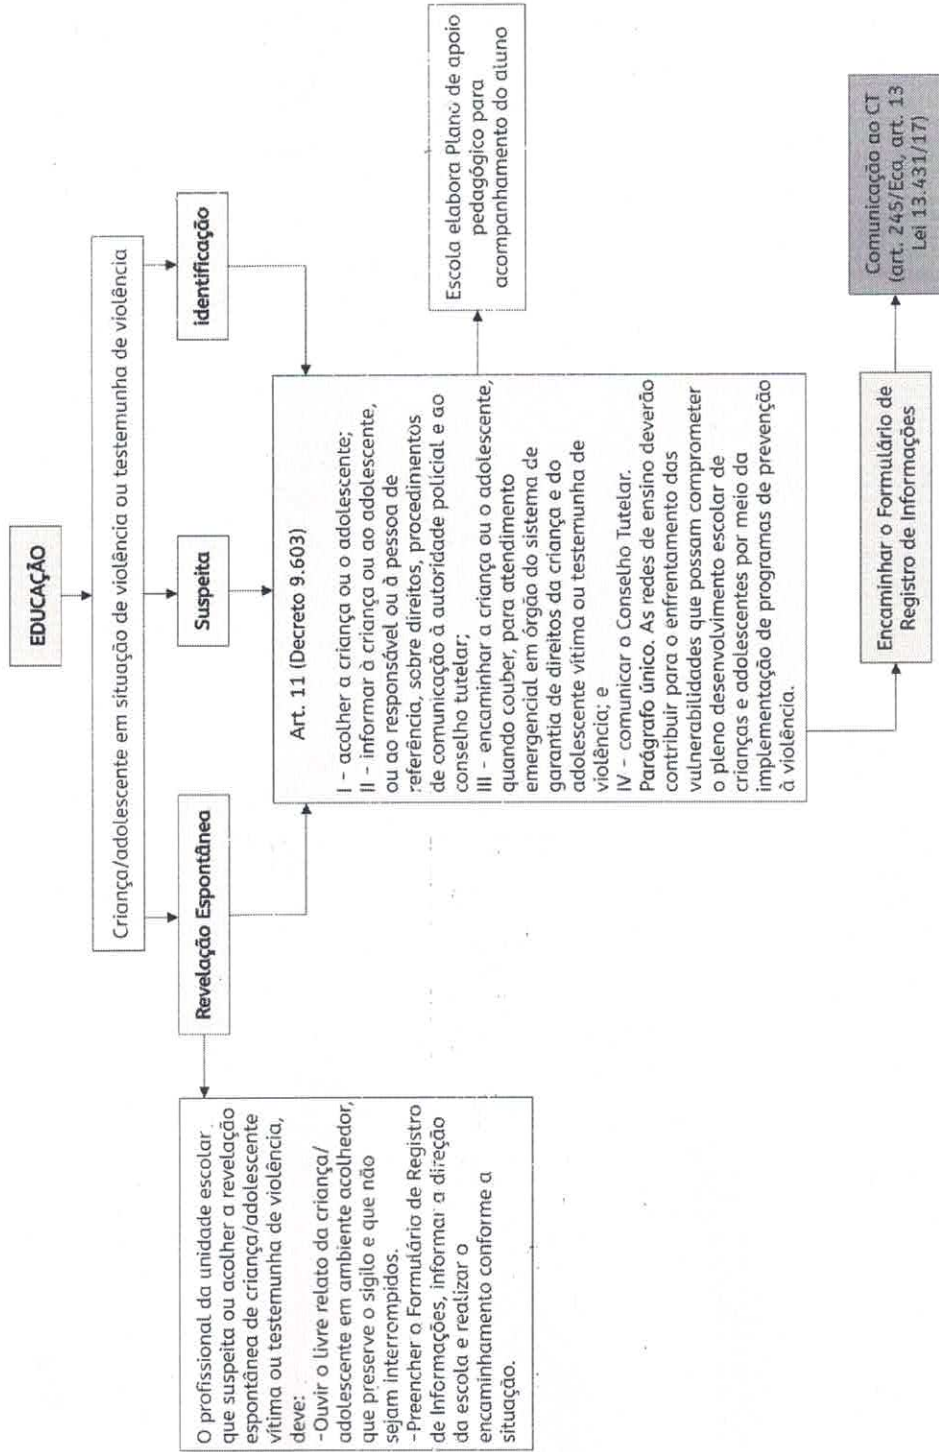 EDUCAÇÃO
Criança/adolescente em situação de violência ou testemunha de violência
Revelação Espontânea
Suspeita
identificação
O profissional da unidade escolar
que suspeita ou acolher a revelação
espontânea de criança/adolescente
vítima ou testemunha de violência,
deve:
-Ouvir o livre relato da criança/
adolescente em ambiente acolhedor,
que preserve o sigilo e que não
sejam interrompidos.
-Preencher o Formulário de Registro
de Informações, informar a direção
da escola e realizar o
encaminhamento conforme a
situação.
Art. 11 (Decreto 9.603)
I – acolher a criança ou o adolescente;
II – informar à criança ou ao adolescente,
ou ao responsável ou à pessoa de
referência, sobre direitos, procedimentos
de comunicação à autoridade policial e ao
conselho tutelar;
III – encaminhar a criança ou o adolescente,
quando couber, para atendimento
emergencial em órgão do sistema de
garantia de direitos da criança e do
adolescente vítima ou testemunha de
violência; e
IV – comunicar o Conselho Tutelar.
Parágrafo único. As redes de ensino deverão
contribuir para o enfrentamento das
vulnerabilidades que possam comprometer
o pleno desenvolvimento escolar de
crianças e adolescentes por meio da
implementação de programas de prevenção
à violência.
Escola elabora Plano de apoio
pedagógico para
acompanhamento do aluno
Encaminhar o Formulário de
Registro de Informações
Comunicação ao CT
(art. 245/Eca, art. 13
Lei 13.431/17)